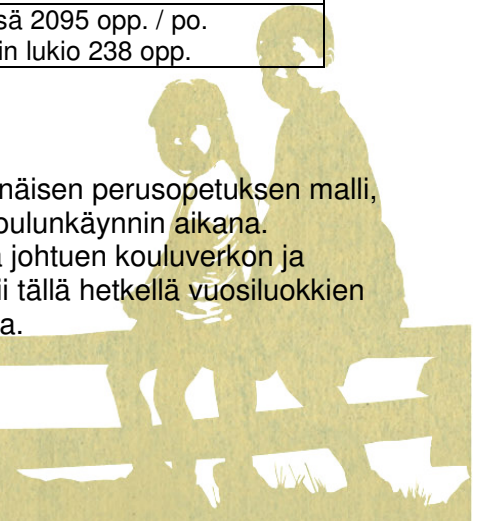 sä 2095 opp. / po.
in lukio 238 opp.
näisen perusopetuksen malli,
oulunkäynnin aikana.
johtuen kouluverkon ja
ii tällä hetkellä vuosiluokkien
a.